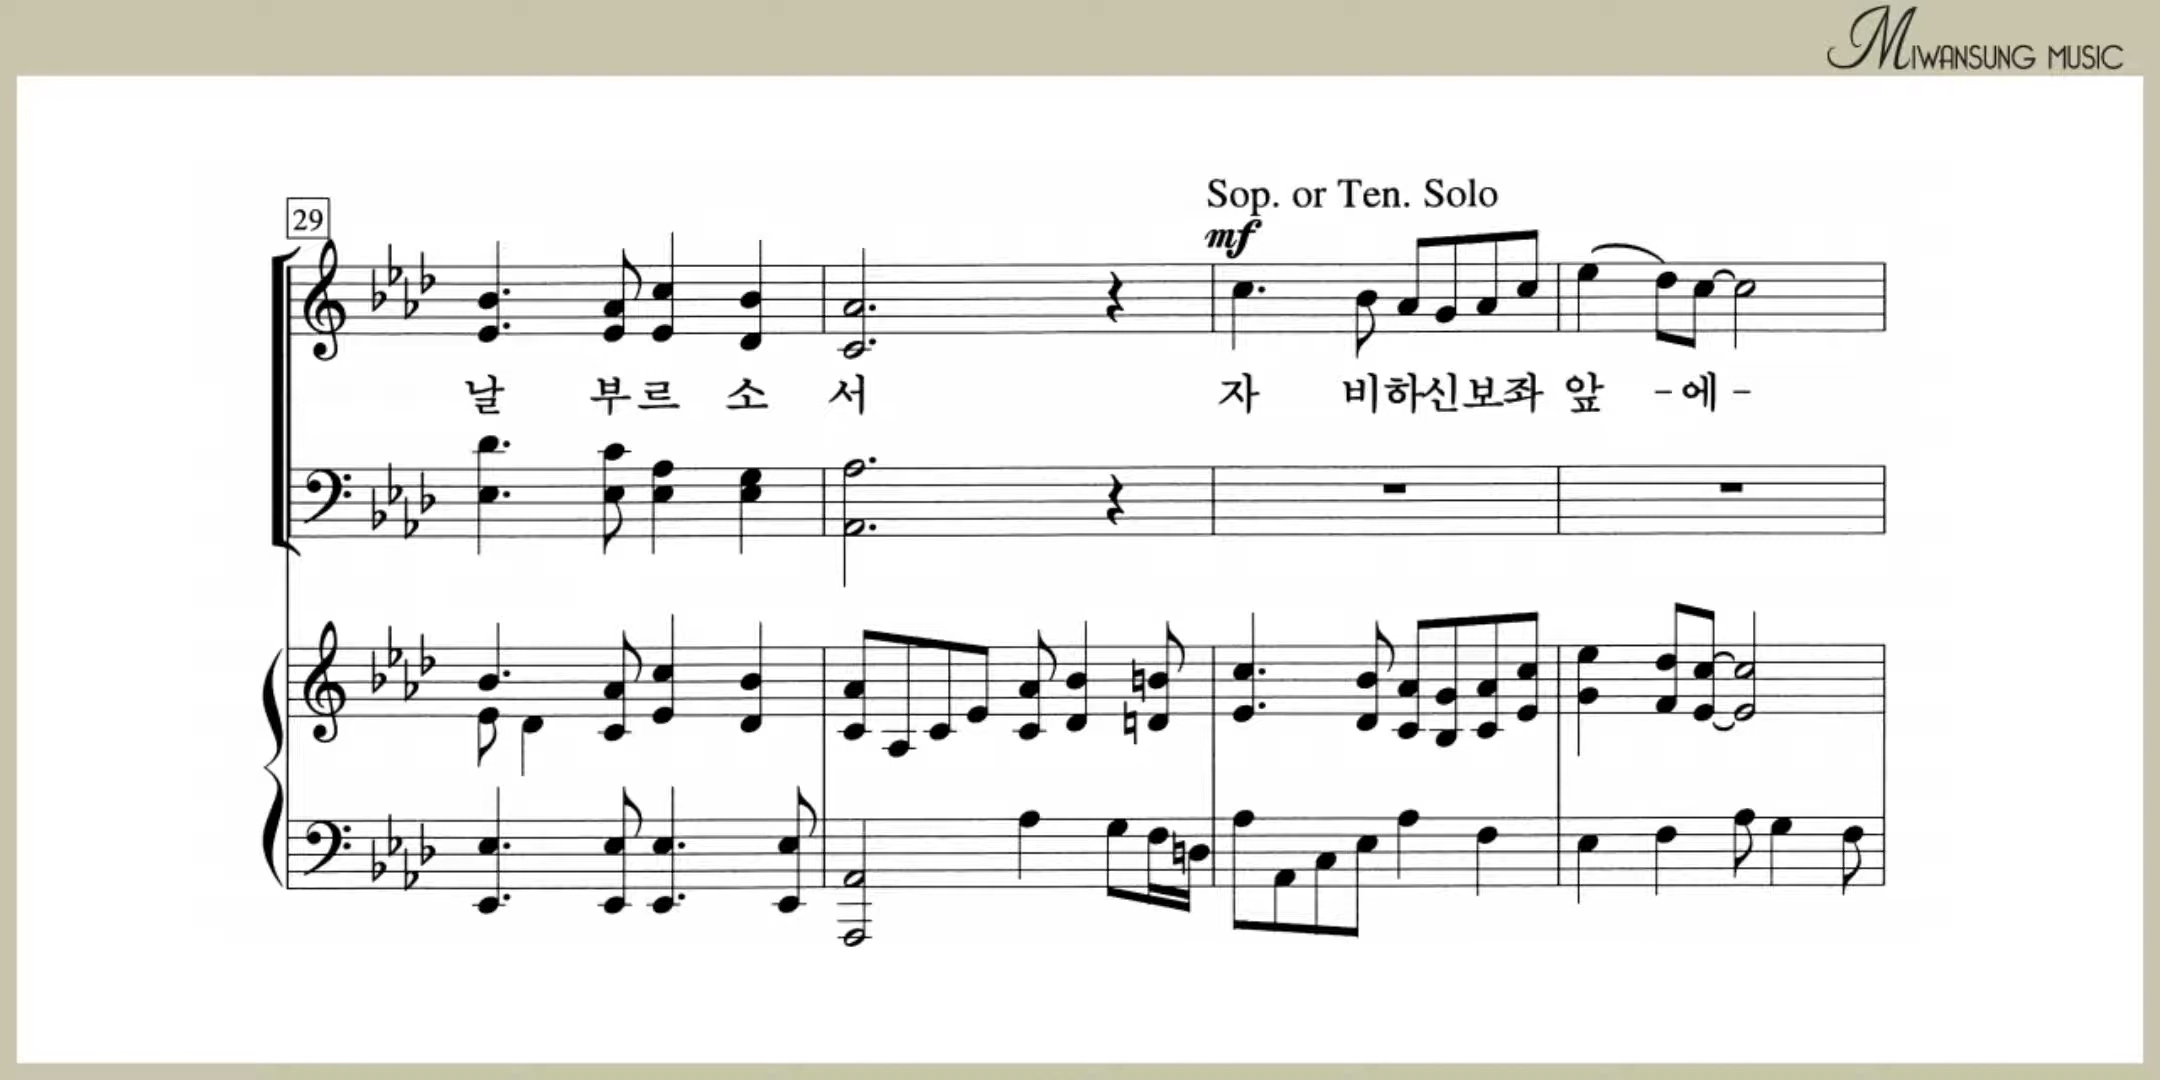 MIWANSUNG MUSIC
Sop. or Ten. Solo
29
mf
날 부르 소 서 자 비하신보좌 앞 -에-